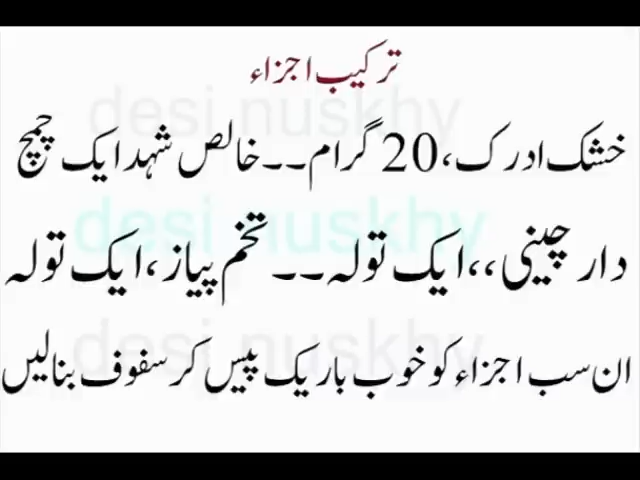 ترکیب اجزاء
خشک ادرک، 20 گرام۔۔خالص شہد ایک چمچ
دار چینی،،ایک تولہ۔۔تخم پیاز،ایک تولہ
ان سب اجزاء کو خوب باریک پیس کر سفوف بنالیں
desi nuskhy
desi nuskhy
desi nuskhy